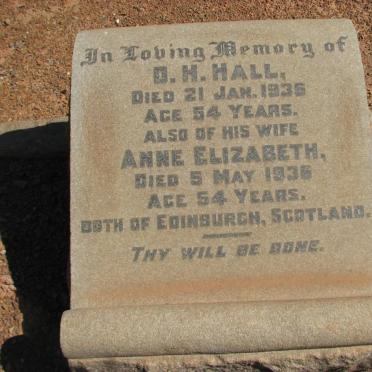 In Loving Memory of
D. H. HALL,
DIED 21 JAN. 1936
AGE 54 YEARS.
ALSO OF HIS WIFE
ANNE ELIZABETH,
DIED 5 MAY 1936
AGE 54 YEARS.
BOTH OF EDINBURGH, SCOTLAND.
THY WILL BE DONE.